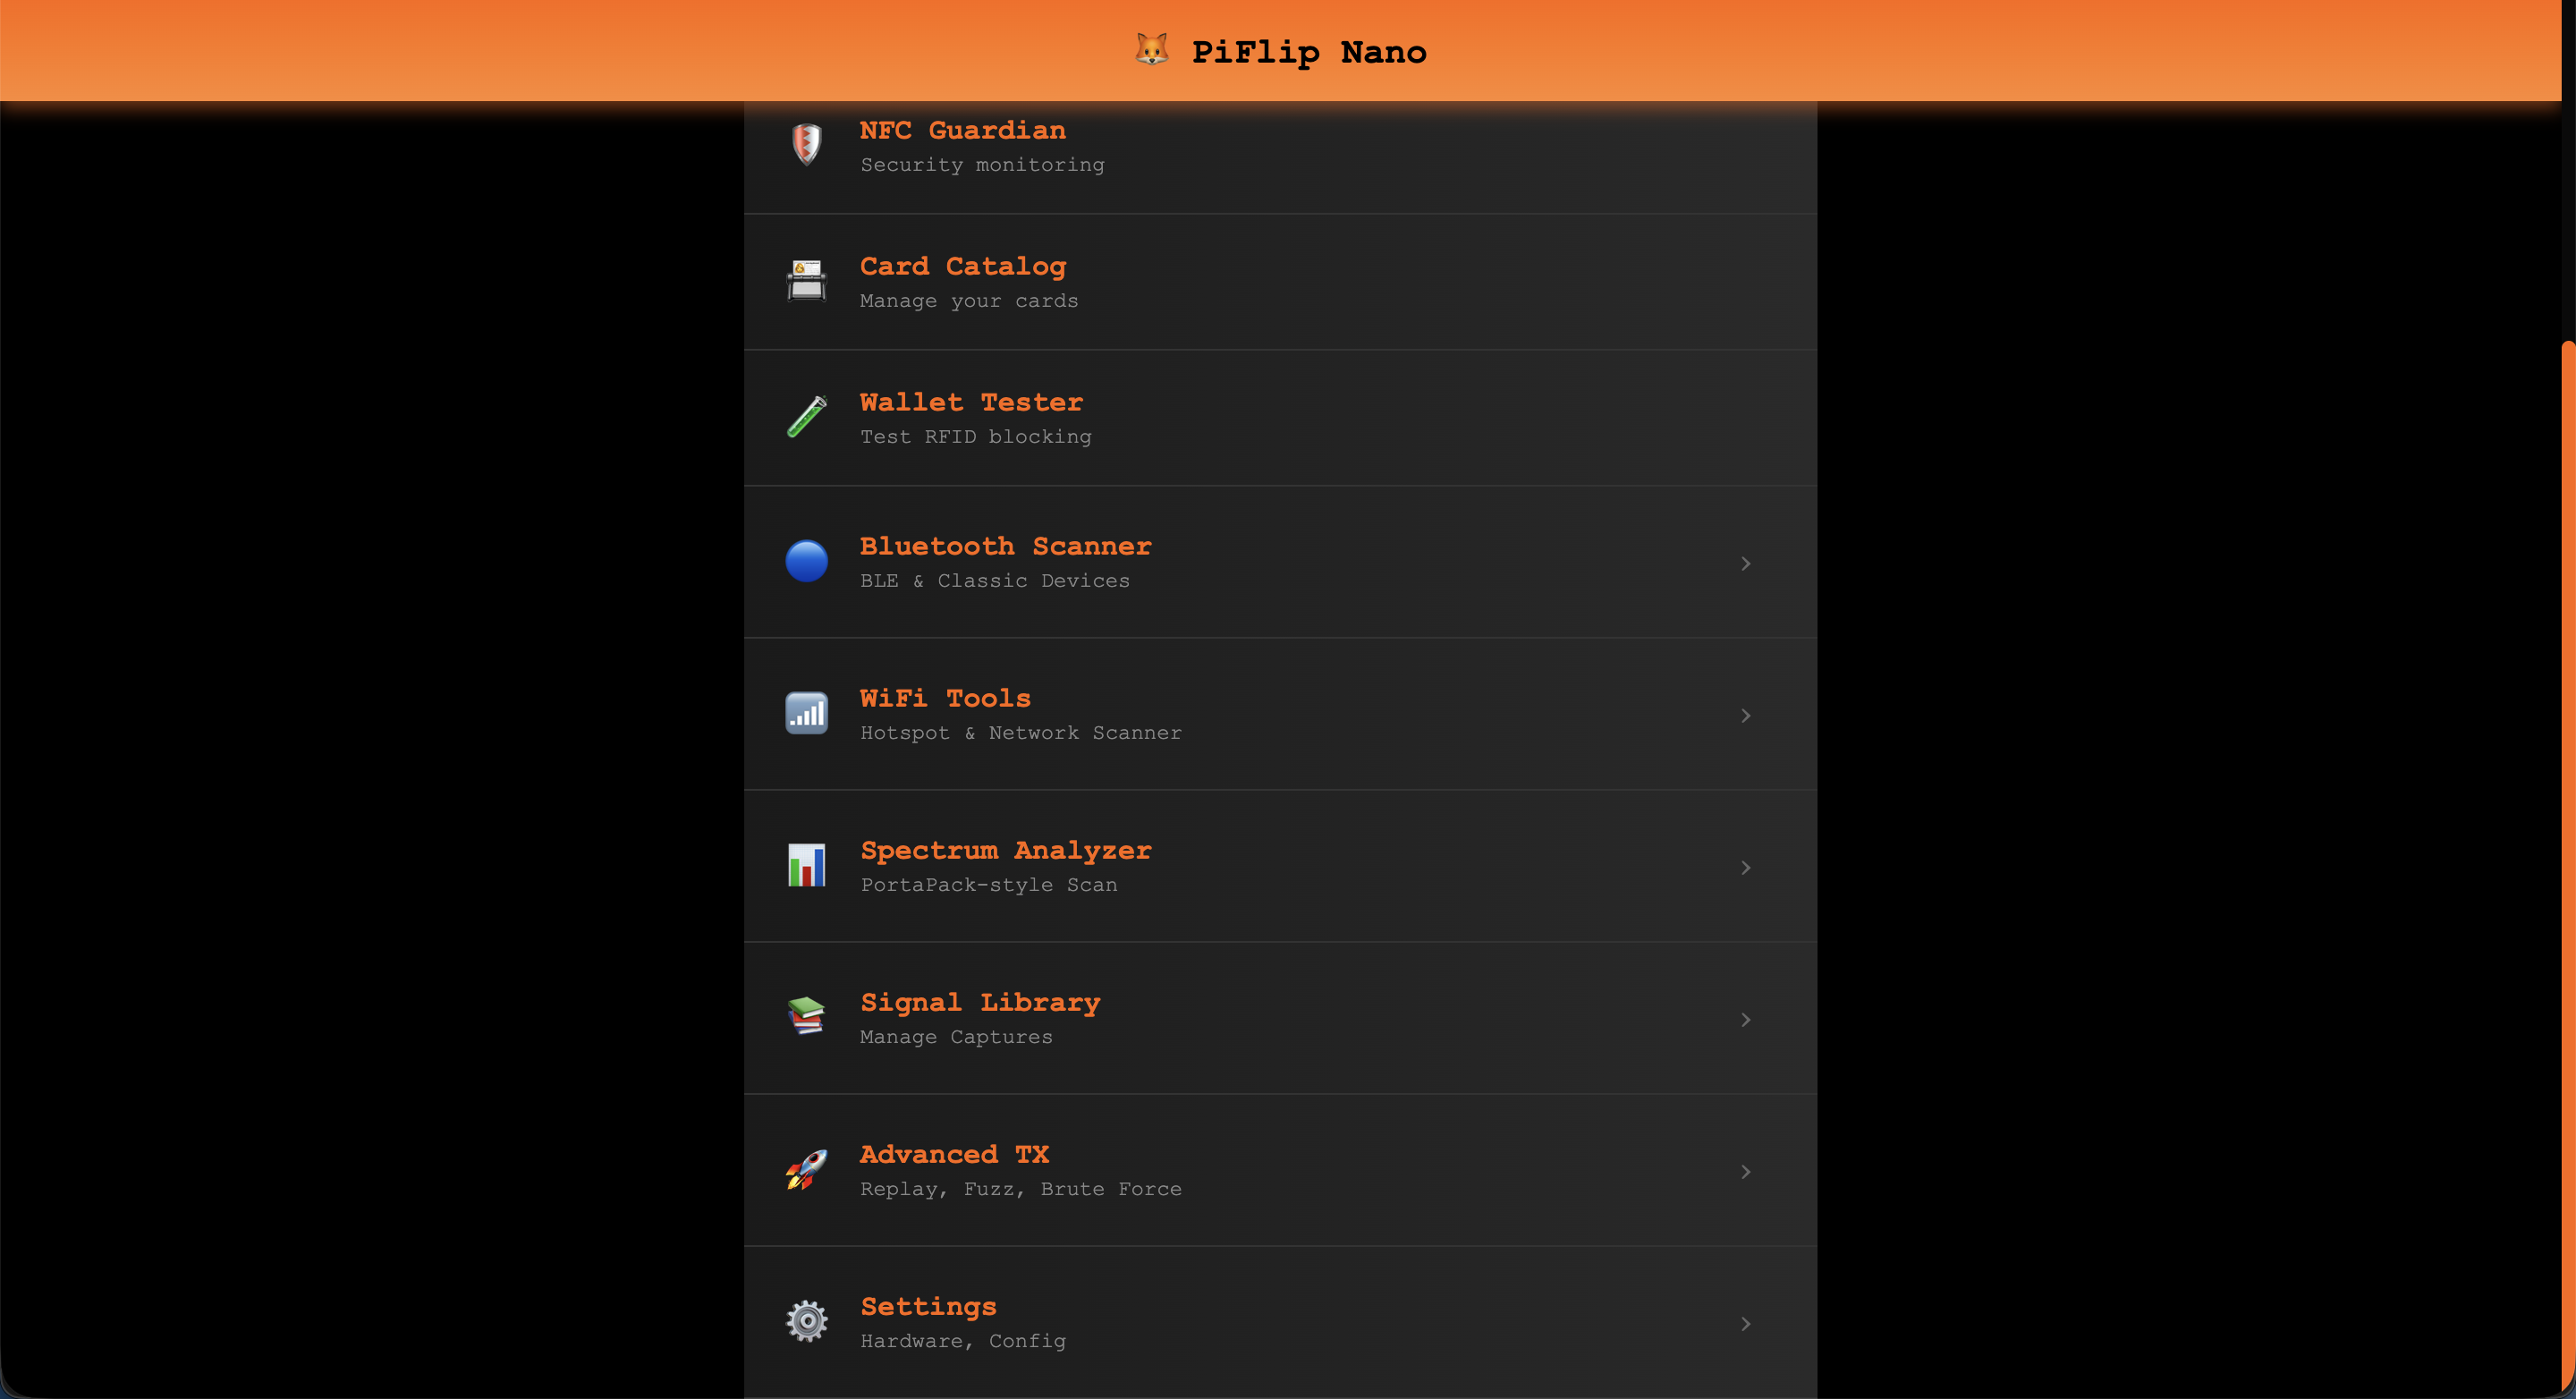 PiFlip Nano
NFC Guardian
Security monitoring
Card Catalog
Manage your cards
Wallet Tester
Test RFID blocking
Bluetooth Scanner
BLE & Classic Devices
WiFi Tools
Hotspot & Network Scanner
Spectrum Analyzer
PortaPack-style Scan
Signal Library
Manage Captures
Advanced TX
Replay, Fuzz, Brute Force
Settings
Hardware, Config